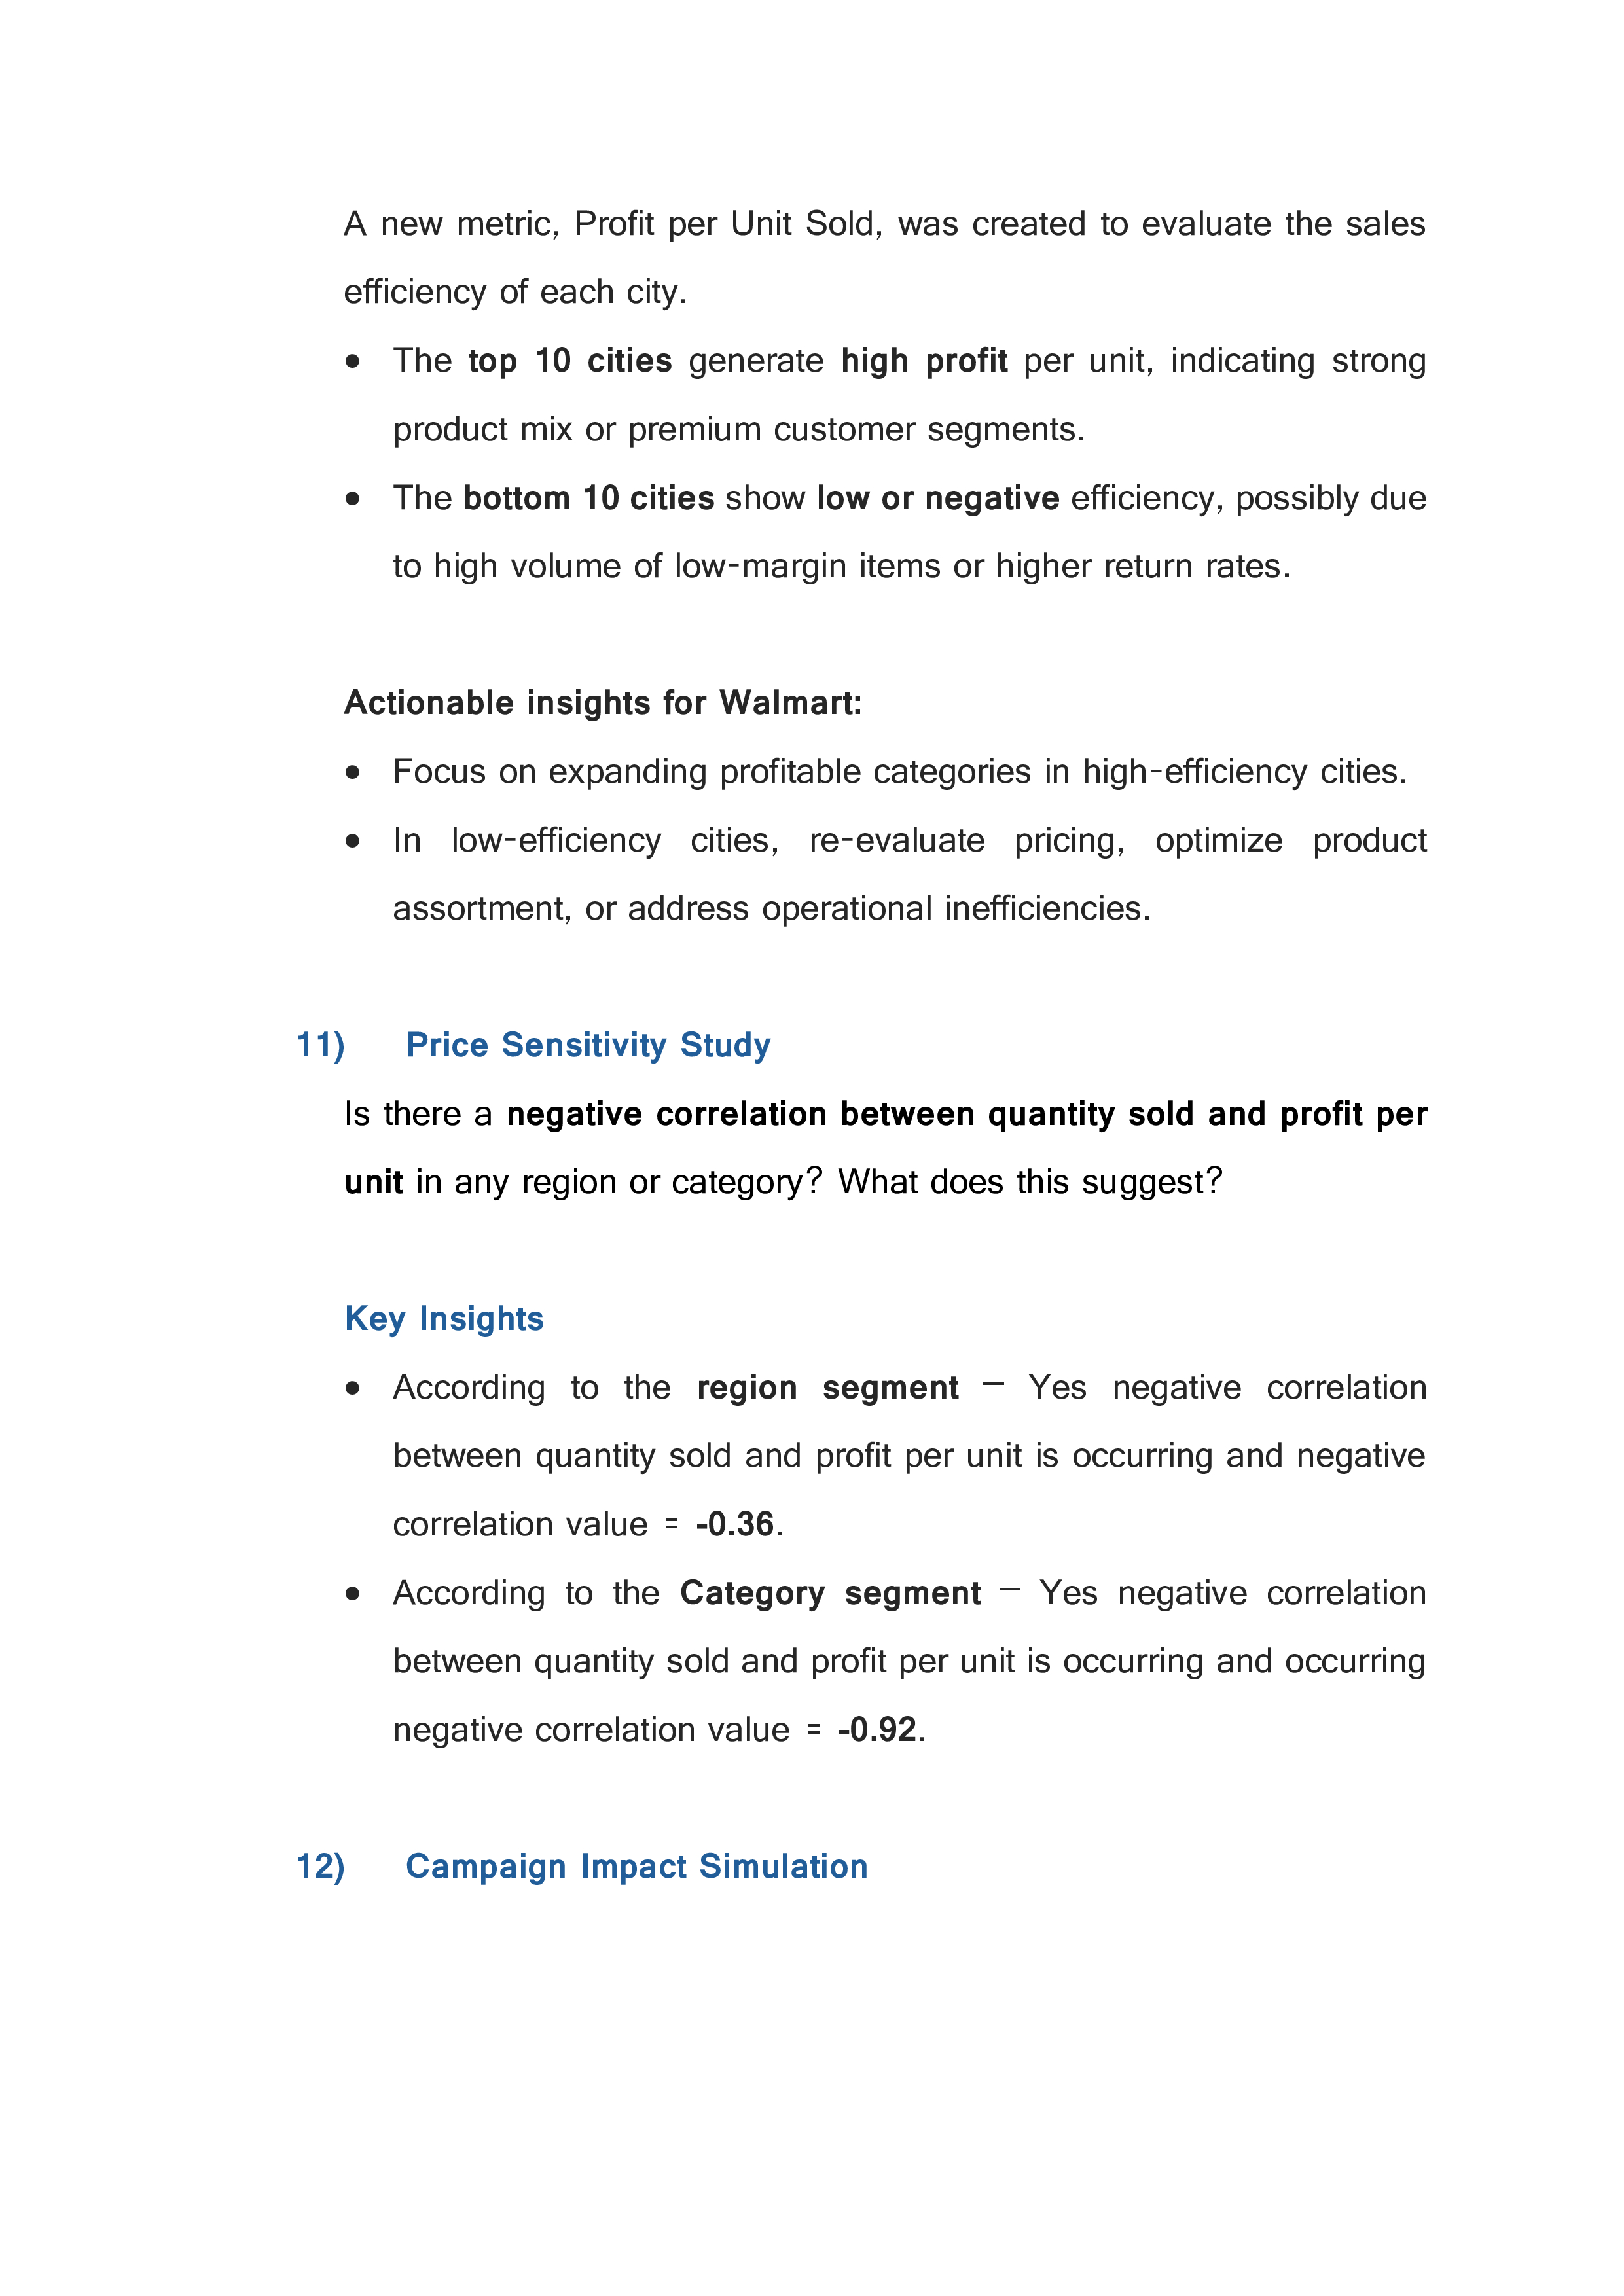 A new metric, Profit per Unit Sold, was created to evaluate the sales
efficiency of each city.
● The top 10 cities generate high profit per unit, indicating strong
product mix or premium customer segments.
● The bottom 10 cities show low or negative efficiency, possibly due
to high volume of low-margin items or higher return rates.
Actionable insights for Walmart:
● Focus on expanding profitable categories in high-efficiency cities.
● In low-efficiency cities, re-evaluate pricing, optimize product
assortment, or address operational inefficiencies.
11) Price Sensitivity Study
Is there a negative correlation between quantity sold and profit per
unit in any region or category? What does this suggest?
Key Insights
● According to the region segment – Yes negative correlation
between quantity sold and profit per unit is occurring and negative
correlation value = -0.36.
● According to the Category segment – Yes negative correlation
between quantity sold and profit per unit is occurring and occurring
negative correlation value = -0.92.
12) Campaign Impact Simulation